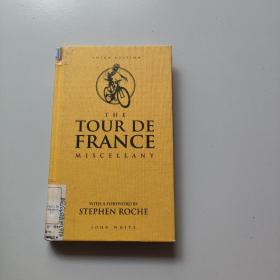 THIRD EDITION
THE
TOUR DE
FRANCE
MISCELLANY
WITH A FOREWORD BY
STEPHEN ROCHE
JOHN WHITE